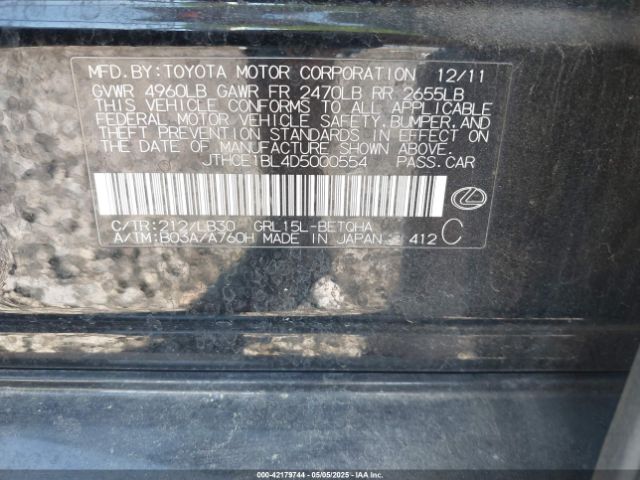 MFD. BY: TOYOTA MOTOR CORPORATION 12/11
GVWR 4960LB GAWR FR 2470LB RR 2655LB
THIS VEHICLE CONFORMS TO ALL APPLICABLE
FEDERAL MOTOR VEHICLE SAFETY, BUMPER, AND
THEFT PREVENTION STANDARDS IN EFFECT ON
THE DATE OF MANUFACTURE SHOWN ABOVE.
JTHCE1BL4D5000554 PASS. CAR
C/TR: 212/LB30 GRL15L-BETQHA
A/TM: B03A/A760H MADE IN JAPAN 412 C
000-42179744 - 05/05/2025 - IAAI.com